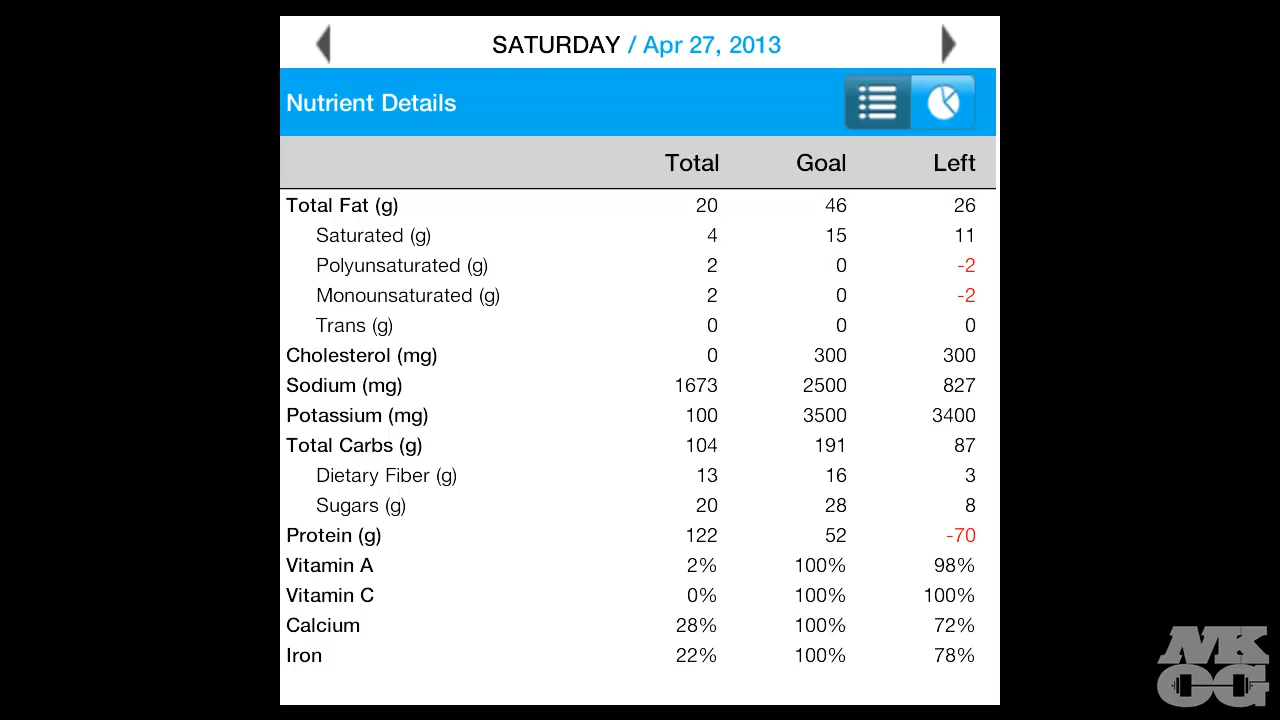 SATURDAY / Apr 27, 2013
Nutrient Details
Total Goal Left
Total Fat (g) 20 46 26
Saturated (g) 4 15 11
Polyunsaturated (g) 2 0 -2
Monounsaturated (g) 2 0 -2
Trans (g) 0 0 0
Cholesterol (mg) 0 300 300
Sodium (mg) 1673 2500 827
Potassium (mg) 100 3500 3400
Total Carbs (g) 104 191 87
Dietary Fiber (g) 13 16 3
Sugars (g) 20 28 8
Protein (g) 122 52 -70
Vitamin A 2% 100% 98%
Vitamin C 0% 100% 100%
Calcium 28% 100% 72%
Iron 22% 100% 78%
MK
OG